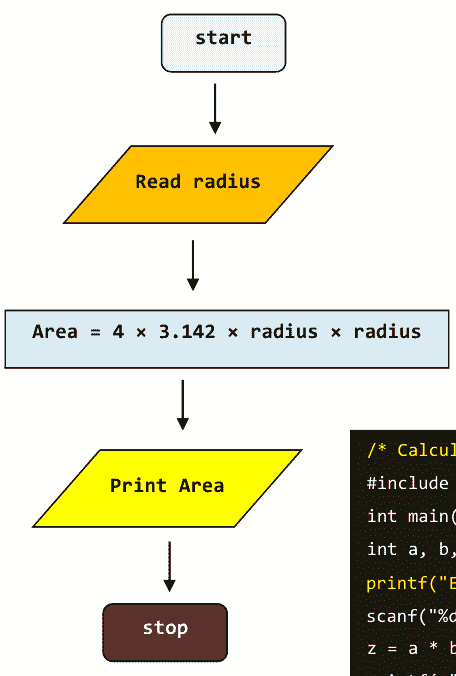 start
Read radius
Area = 4 × 3.142 × radius × radius
Print Area
stop
/* Calcul
#include
int main(
int a, b,
printf("E
scanf("%d
z = a * b